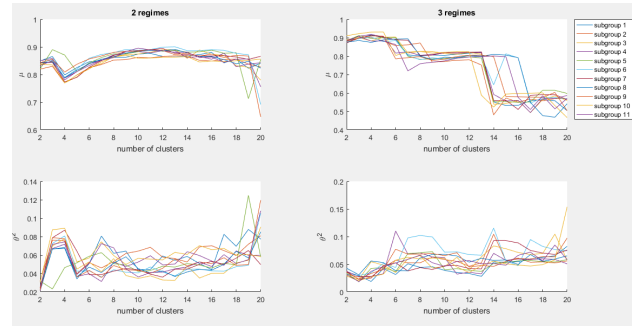 2 regimes
1
0.9
μ
0.8
0.7
0.6
2 4 6 8 10 12 14 16 18 20
number of clusters
3 regimes
1
0.9
0.8
0.7
μ
0.6
0.5
0.4
2 4 6 8 10 12 14 16 18 20
number of clusters
subgroup 1
subgroup 2
subgroup 3
subgroup 4
subgroup 5
subgroup 6
subgroup 7
subgroup 8
subgroup 9
subgroup 10
subgroup 11
0.14
0.12
0.1
θ²
0.08
0.06
0.04
0.02
2 4 6 8 10 12 14 16 18 20
number of clusters
0.2
0.15
θ²
0.1
0.05
0
2 4 6 8 10 12 14 16 18 20
number of clusters